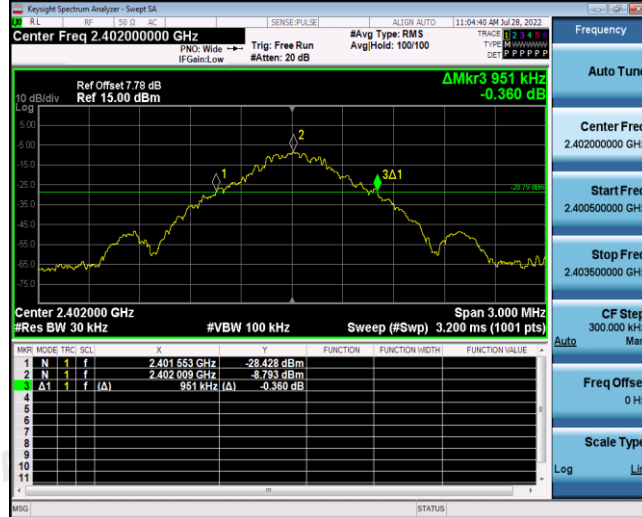 Keysight Spectrum Analyzer - Swept SA
RL RF 50 Ω AC SENSE:PULSE ALIGN AUTO 11:04:40 AM Jul 28, 2022
Center Freq 2.402000000 GHz
PNO: Wide
IFGain:Low
Trig: Free Run
#Atten: 20 dB
#Avg Type: RMS
Avg|Hold: 100/100
TRACE 1 2 3 4 5 6
TYPE M W W W W W
DET P P P P P P
Ref Offset 7.78 dB
10 dB/div Ref 15.00 dBm
Log
ΔMkr3 951 kHz
-0.360 dB
5.00
-5.00
-15.0
-25.0
-35.0
-45.0
-55.0
-65.0
-75.0
1
2
3Δ1
-28.79 dBm
Center 2.402000 GHz Span 3.000 MHz
#Res BW 30 kHz #VBW 100 kHz Sweep (#Swp) 3.200 ms (1001 pts)
MKR MODE TRC SCL X Y FUNCTION FUNCTION WIDTH FUNCTION VALUE
1 N 1 f 2.401 553 GHz -28.428 dBm
2 N 1 f 2.402 009 GHz -8.793 dBm
3 Δ1 1 f (Δ) 951 kHz (Δ) -0.360 dB
4
5
6
7
8
9
10
11
MSG STATUS
Frequency
Auto Tune
Center Freq
2.402000000 GHz
Start Freq
2.400500000 GHz
Stop Freq
2.403500000 GHz
CF Step
300.000 kHz
Auto Man
Freq Offset
0 Hz
Scale Type
Log Lin